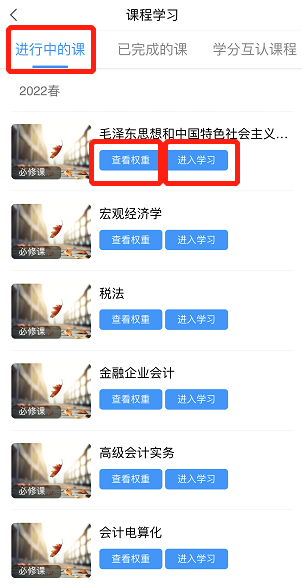 课程学习
进行中的课 已完成的课 学分互认课程
2022春
毛泽东思想和中国特色社会主义...
必修课 查看权重 进入学习
宏观经济学
必修课 查看权重 进入学习
税法
必修课 查看权重 进入学习
金融企业会计
必修课 查看权重 进入学习
高级会计实务
必修课 查看权重 进入学习
会计电算化
必修课 查看权重 进入学习